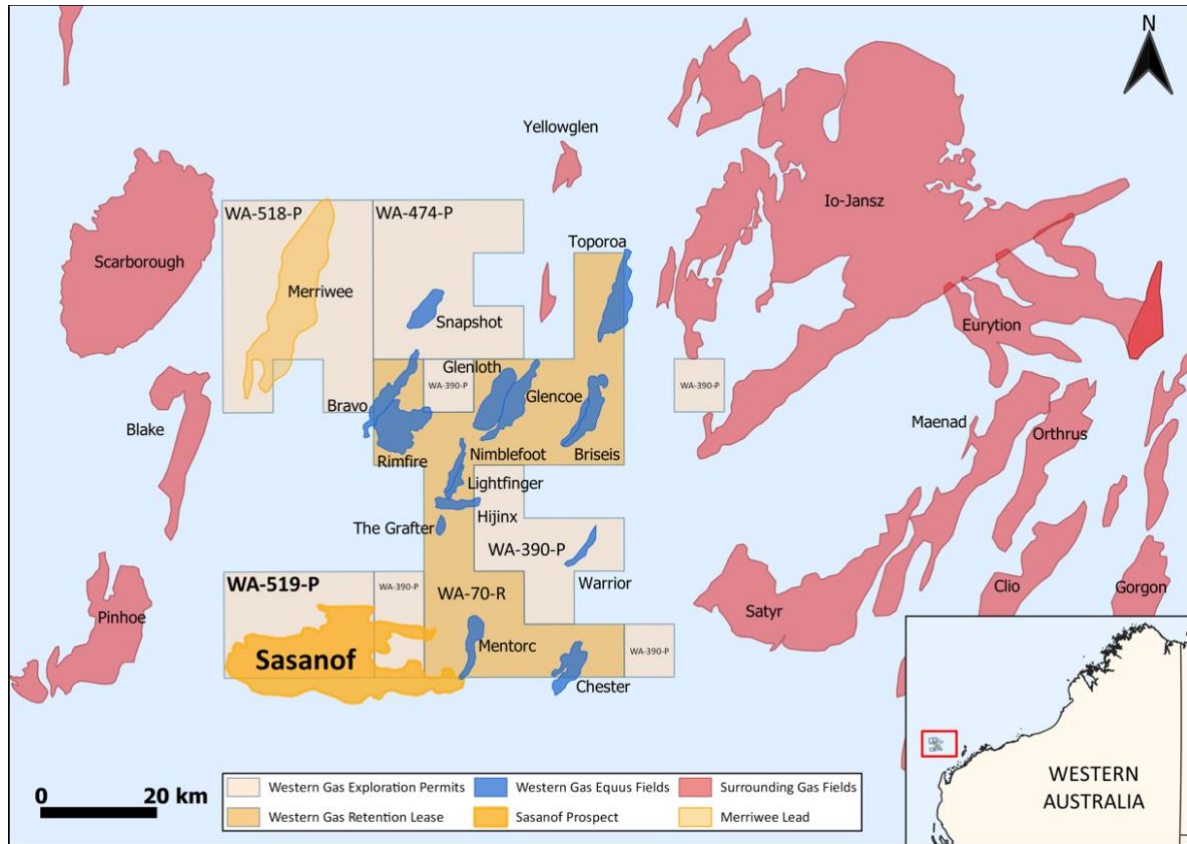 N
Yellowglen
WA-518-P
WA-474-P
Io-Jansz
Toporoa
Scarborough
Merriwee
Snapshot
Eurytion
Glenloth
WA-390-P
WA-390-P
Glencoe
Bravo
Maenad
Blake
Orthrus
Rimfire
Nimblefoot
Briseis
Lightfinger
Hijinx
The Grafter
WA-390-P
WA-519-P
WA-390-P
Warrior
WA-70-R
Clio
Gorgon
Satyr
Pinhoe
Sasanof
Mentorc
WA-390-P
Chester
0 20 km
Western Gas Exploration Permits
Western Gas Equus Fields
Surrounding Gas Fields
Western Gas Retention Lease
Sasanof Prospect
Merriwee Lead
WESTERN
AUSTRALIA